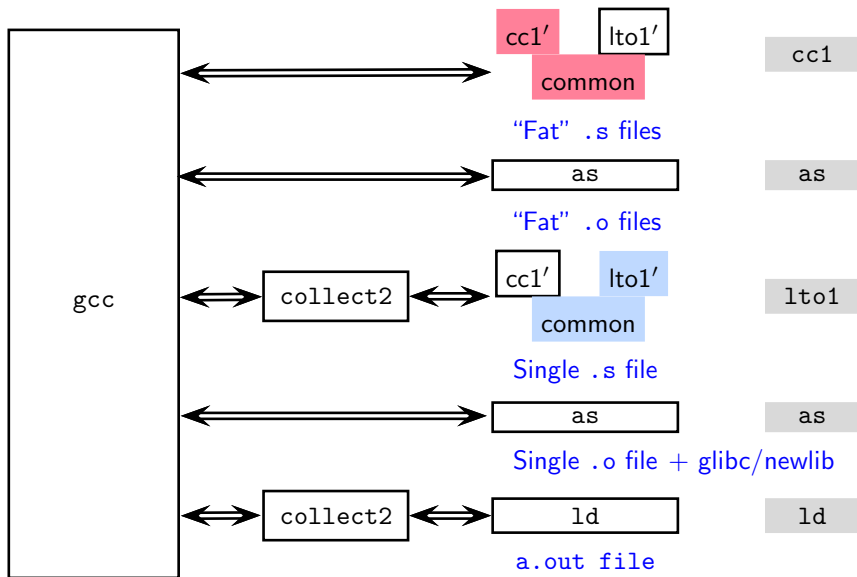 cc1′ lto1′
common
cc1
“Fat” .s files
as
as
“Fat” .o files
gcc
collect2
cc1′ lto1′
common
lto1
Single .s file
as
as
Single .o file + glibc/newlib
collect2
ld
ld
a.out file